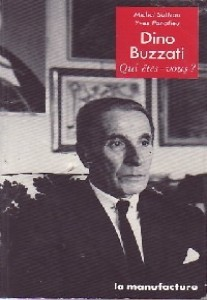 Michel Suffran
Yves Panafieu
Dino
Buzzati
Qui êtes-vous ?
la manufacture